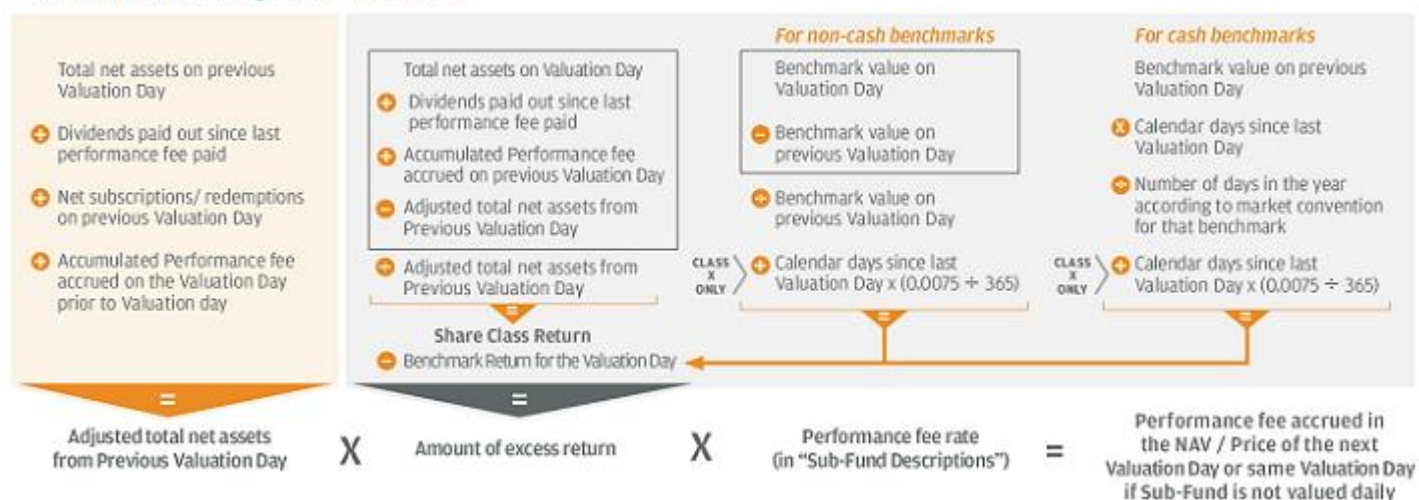 Total net assets on previous
Valuation Day
+ Dividends paid out since last
performance fee paid
+ Net subscriptions/ redemptions
on previous Valuation Day
+ Accumulated Performance fee
accrued on the Valuation Day
prior to Valuation day
=
Total net assets on Valuation Day
+ Dividends paid out since last
performance fee paid
+ Accumulated Performance fee
accrued on previous Valuation Day
− Adjusted total net assets from
Previous Valuation Day
÷ Adjusted total net assets from
Previous Valuation Day
=
Share Class Return
− Benchmark Return for the Valuation Day
=
For non-cash benchmarks
Benchmark value on
Valuation Day
− Benchmark value on
previous Valuation Day
÷ Benchmark value on
previous Valuation Day
CLASS
X
ONLY
+ Calendar days since last
Valuation Day x (0.0075 ÷ 365)
=
For cash benchmarks
Benchmark value on previous
Valuation Day
x Calendar days since last
Valuation Day
÷ Number of days in the year
according to market convention
for that benchmark
CLASS
X
ONLY
+ Calendar days since last
Valuation Day x (0.0075 ÷ 365)
=
Adjusted total net assets
from Previous Valuation Day
X
Amount of excess return
X
Performance fee rate
(in "Sub-Fund Descriptions")
=
Performance fee accrued in
the NAV / Price of the next
Valuation Day or same Valuation Day
if Sub-Fund is not valued daily